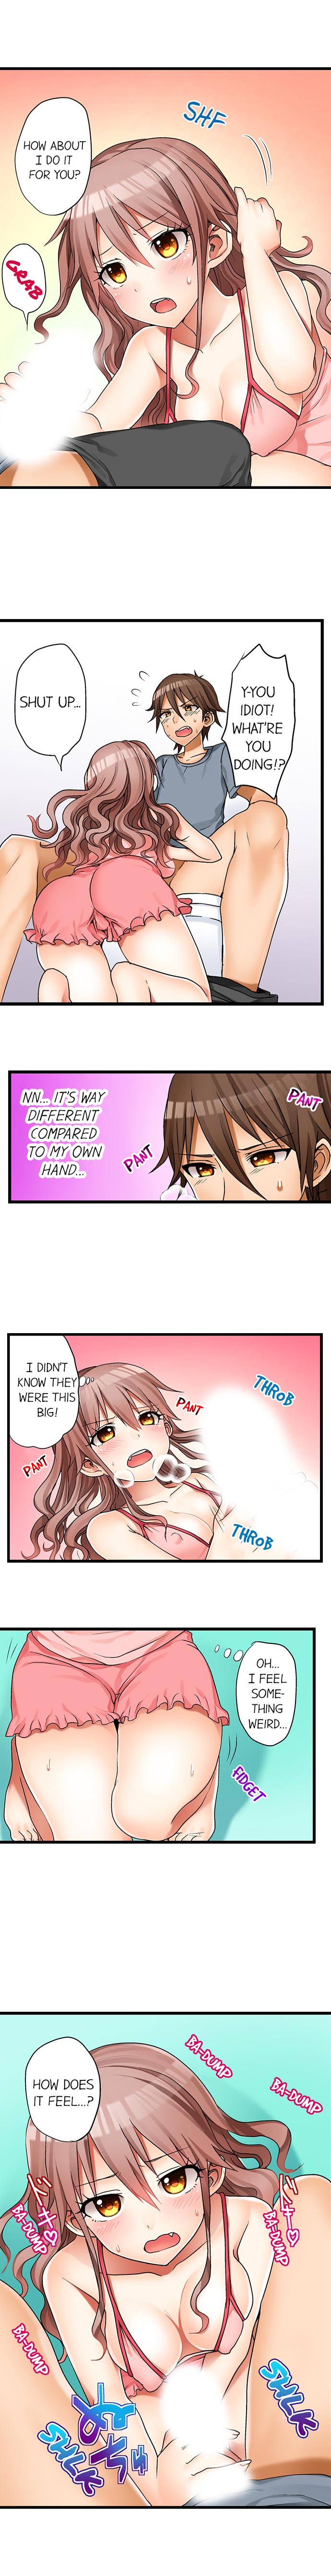 SHF
HOW ABOUT
I DO IT
FOR YOU?
GRAB
SHUT UP...
Y-YOU
IDIOT!
WHAT'RE
YOU
DOING!?
NN... IT'S WAY
DIFFERENT
COMPARED
TO MY OWN
HAND...
PANT
PANT
I DIDN'T
KNOW THEY
WERE THIS
BIG!
THROB
PANT
PANT
THROB
OH...
I FEEL
SOME-
THING
WEIRD...
FIDGET
BA-DUMP
HOW DOES
IT FEEL...?
BA-DUMP
BA-DUMP
BA-DUMP
BA-DUMP
SHLK
SHLK